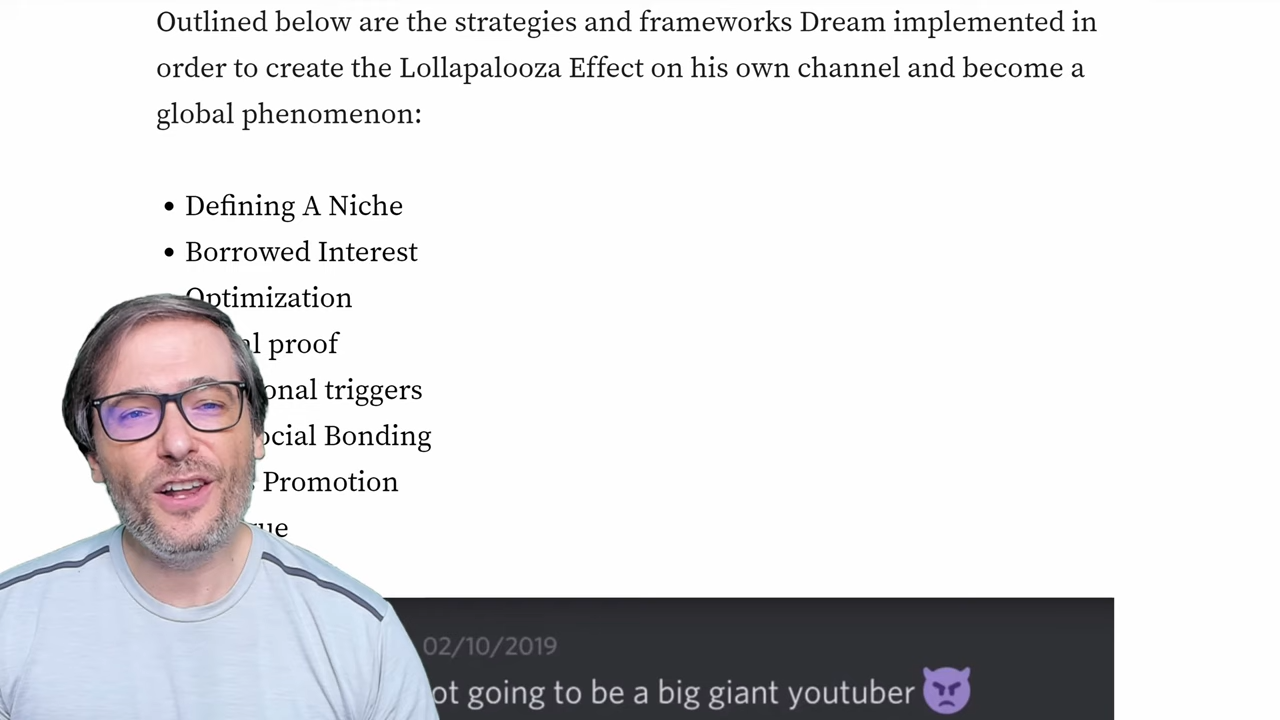 Outlined below are the strategies and frameworks Dream implemented in
order to create the Lollapalooza Effect on his own channel and become a
global phenomenon:
• Defining A Niche
• Borrowed Interest
Optimization
proof
triggers
Bonding
Promotion
02/10/2019
going to be a big giant youtuber 👿